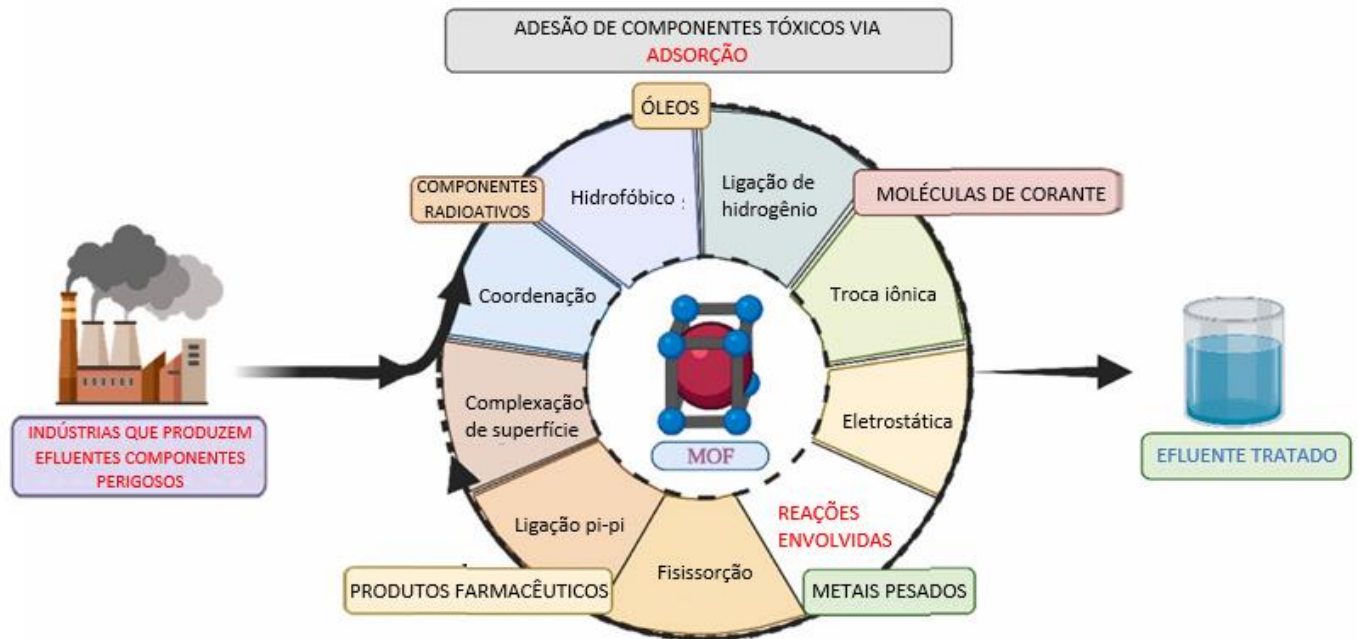 ADESÃO DE COMPONENTES TÓXICOS VIA
ADSORÇÃO
ÓLEOS
COMPONENTES
RADIOATIVOS
Hidrofóbico
Ligação de
hidrogênio
MOLÉCULAS DE CORANTE
Coordenação
Troca iônica
Complexação
de superfície
Eletrostática
MOF
INDÚSTRIAS QUE PRODUZEM
EFLUENTES COMPONENTES
PERIGOSOS
EFLUENTE TRATADO
Ligação pi-pi
REAÇÕES
ENVOLVIDAS
Fisissorção
PRODUTOS FARMACÊUTICOS
METAIS PESADOS